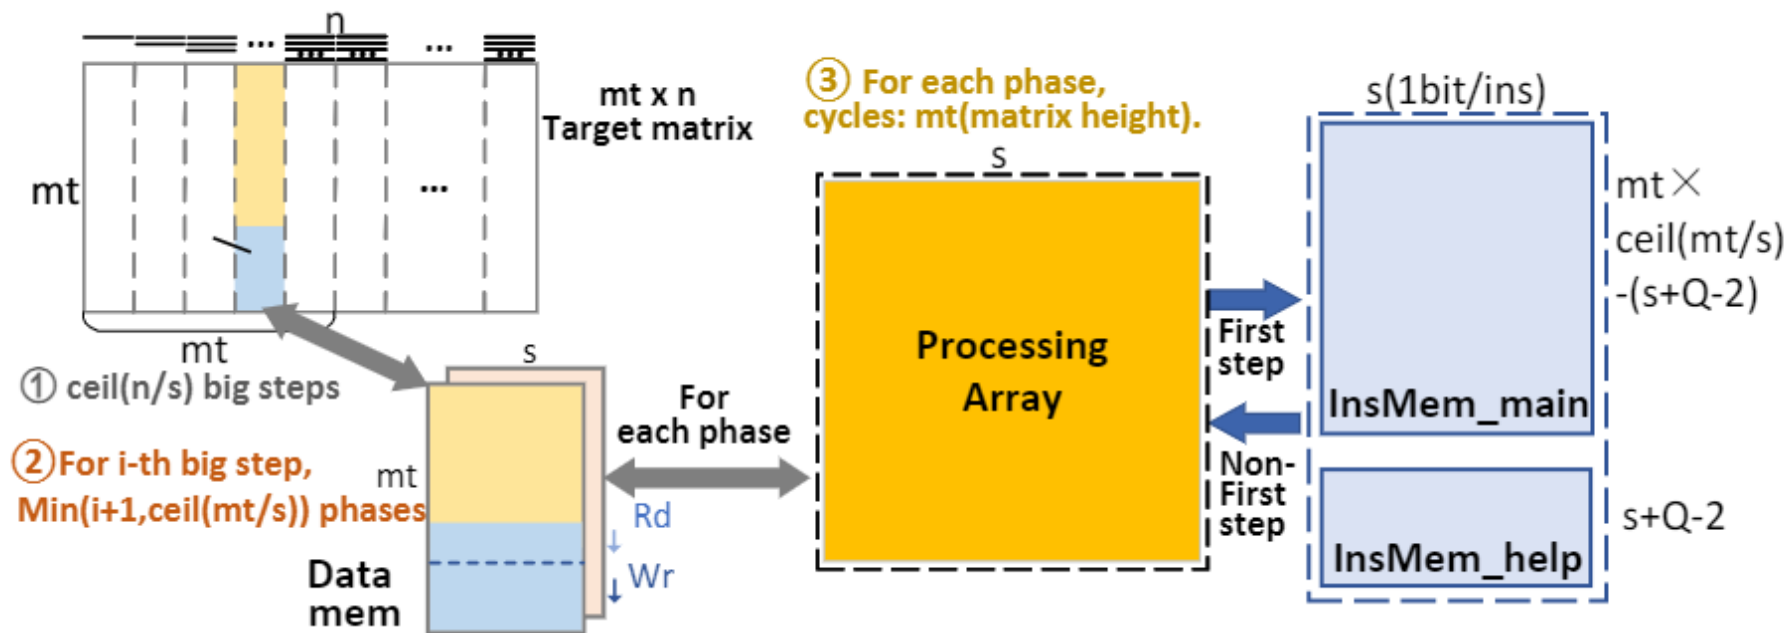 n
...
...
...
...
...
mt x n
Target matrix
mt
...
mt
① ceil(n/s) big steps
② For i-th big step,
Min(i+1,ceil(mt/s)) phases
s
mt
Rd
Wr
Data
mem
For
each phase
③ For each phase,
cycles: mt(matrix height).
s
Processing
Array
First
step
Non-
First
step
s(1bit/ins)
InsMem_main
mt×
ceil(mt/s)
-(s+Q-2)
InsMem_help
s+Q-2